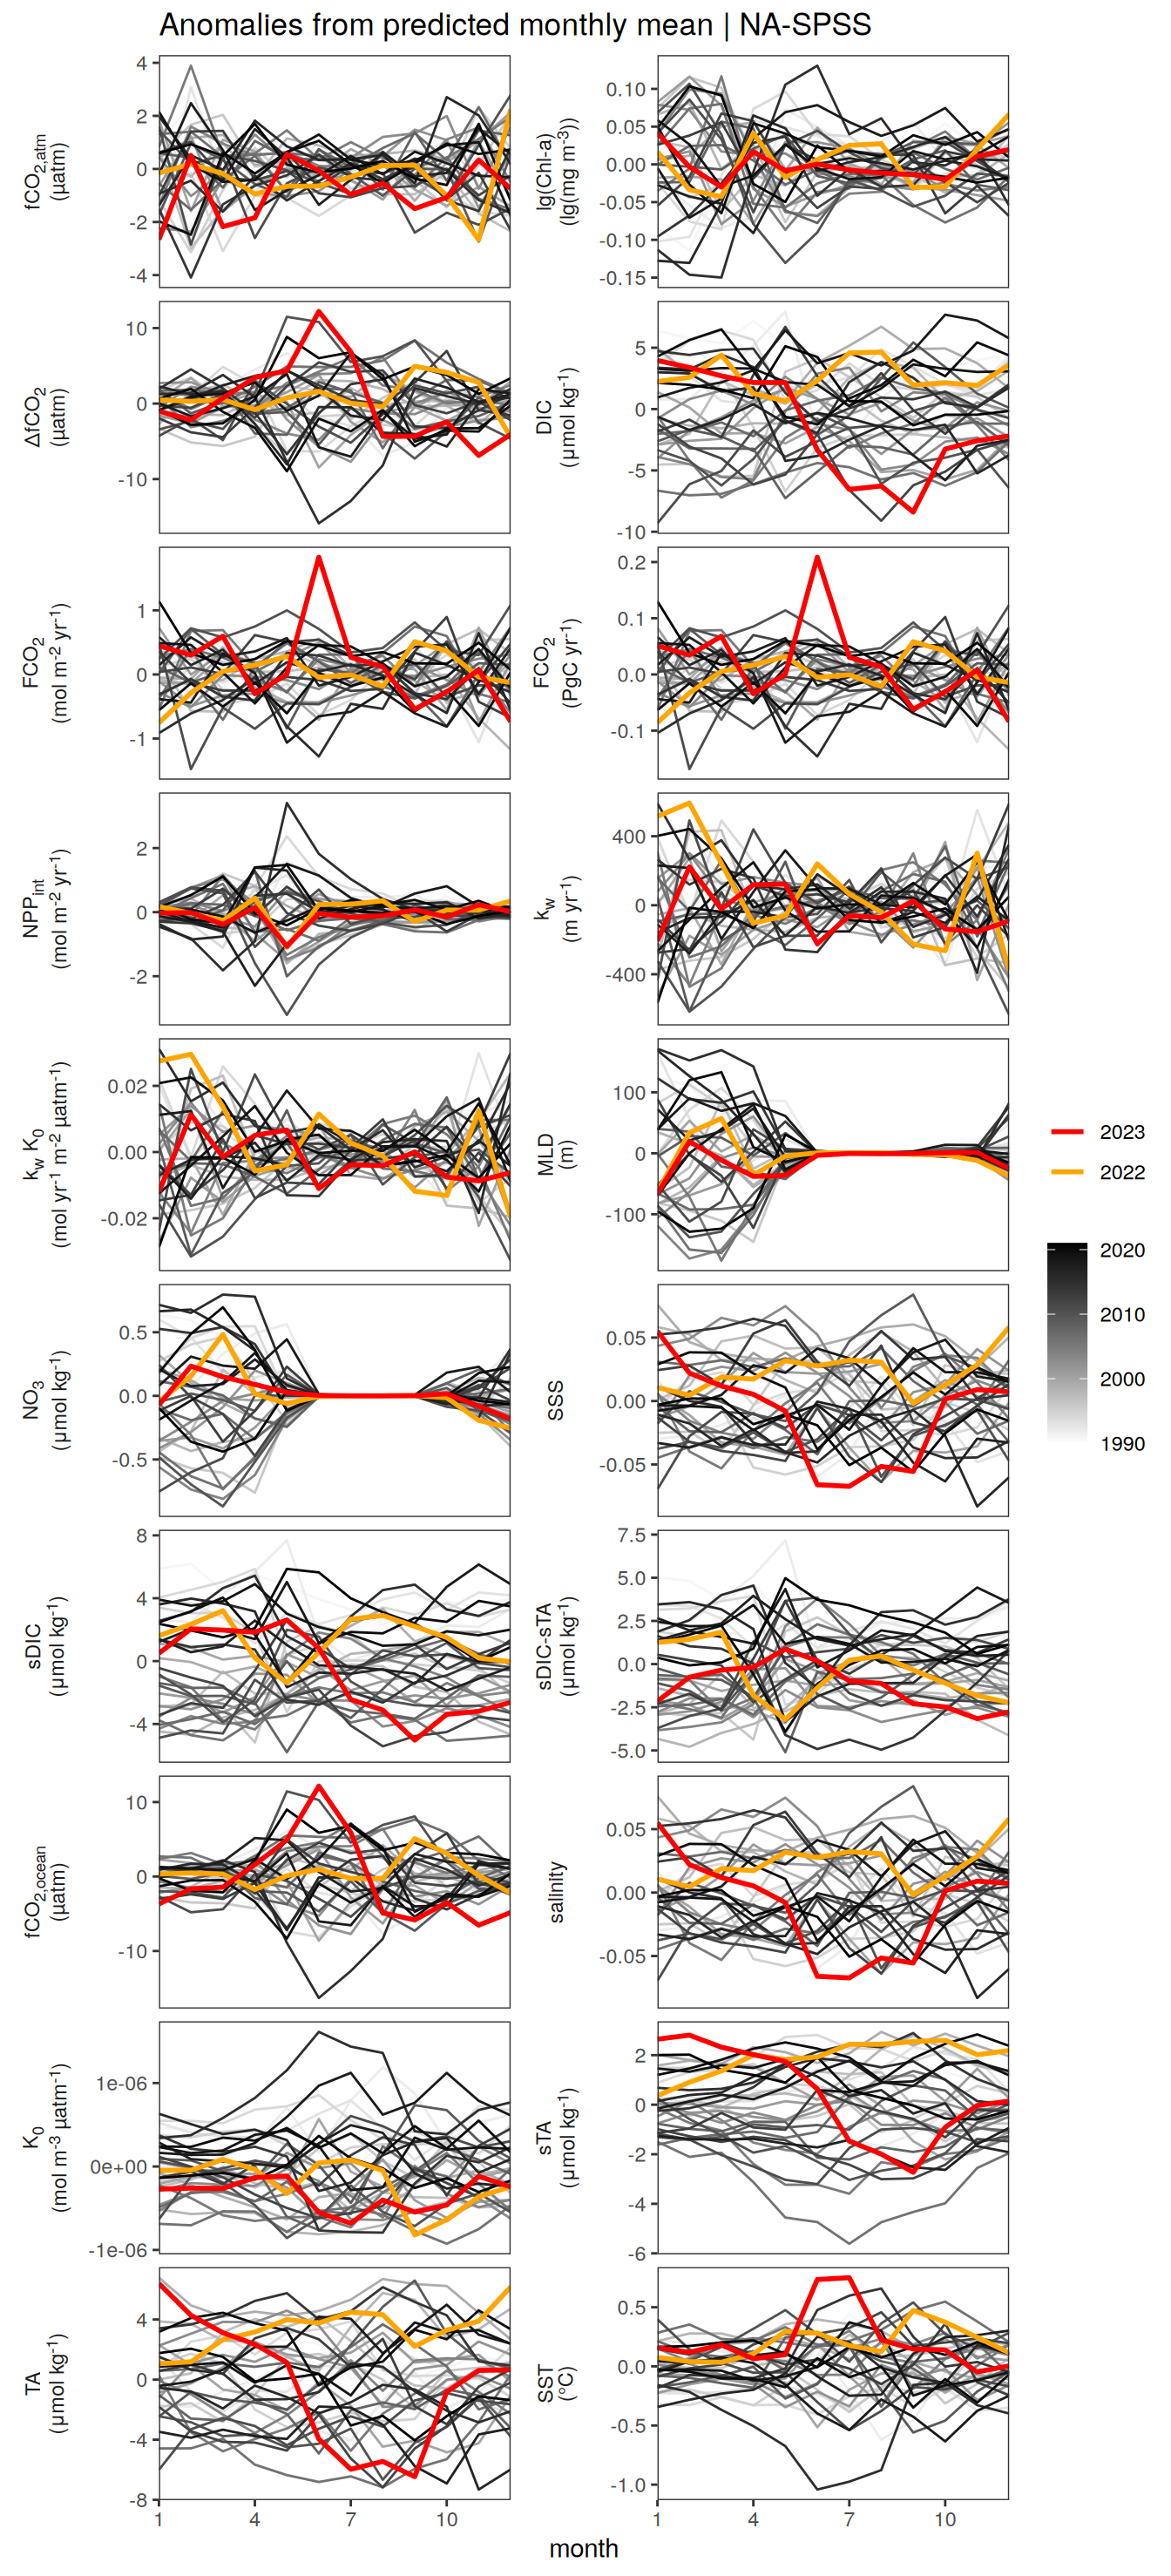 Anomalies from predicted monthly mean | NA-SPSS
fCO2,atm
(µatm)
4
2
0
-2
-4
lg(Chl-a)
(lg(mg m-3))
0.10
0.05
0.00
-0.05
-0.10
-0.15
ΔfCO2
(µatm)
10
0
-10
DIC
(µmol kg-1)
5
0
-5
-10
FCO2
(mol m-2 yr-1)
1
0
-1
FCO2
(PgC yr-1)
0.2
0.1
0.0
-0.1
NPPint
(mol m-2 yr-1)
2
0
-2
kw
(m yr-1)
400
0
-400
kw K0
(mol yr-1 m-2 µatm-1)
0.02
0.00
-0.02
MLD
(m)
100
0
-100
NO3
(µmol kg-1)
0.5
0.0
-0.5
SSS
0.05
0.00
-0.05
sDIC
(µmol kg-1)
8
4
0
-4
sDIC-sTA
(µmol kg-1)
7.5
5.0
2.5
0.0
-2.5
-5.0
fCO2,ocean
(µatm)
10
0
-10
salinity
0.05
0.00
-0.05
K0
(mol m-3 µatm-1)
1e-06
0e+00
-1e-06
sTA
(µmol kg-1)
2
0
-2
-4
-6
TA
(µmol kg-1)
4
0
-4
-8
SST
(°C)
0.5
0.0
-0.5
-1.0
1 4 7 10
1 4 7 10
month
2023
2022
2020
2010
2000
1990